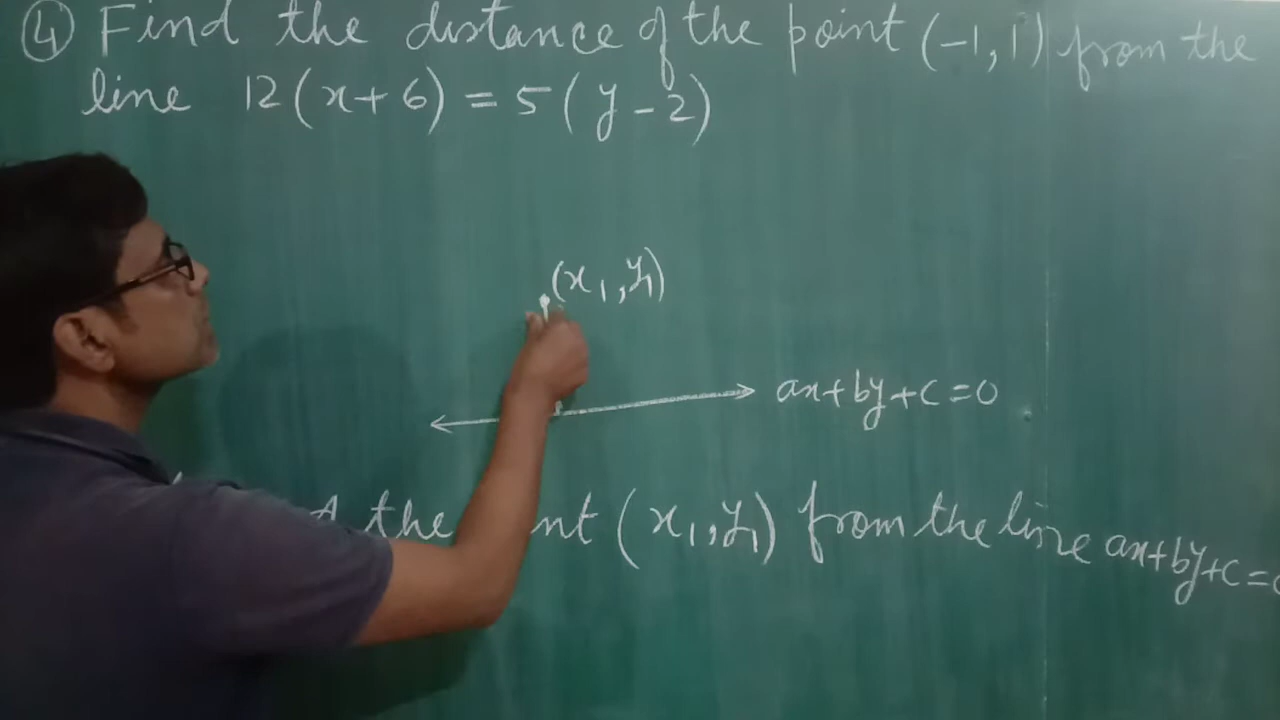 ④ Find the distance of the point (-1, 1) from the
line 12(x+6) = 5(y-2)
(x₁, y₁)
ax+by+c=0
the (x₁, y₁) from the line ax+by+c=0